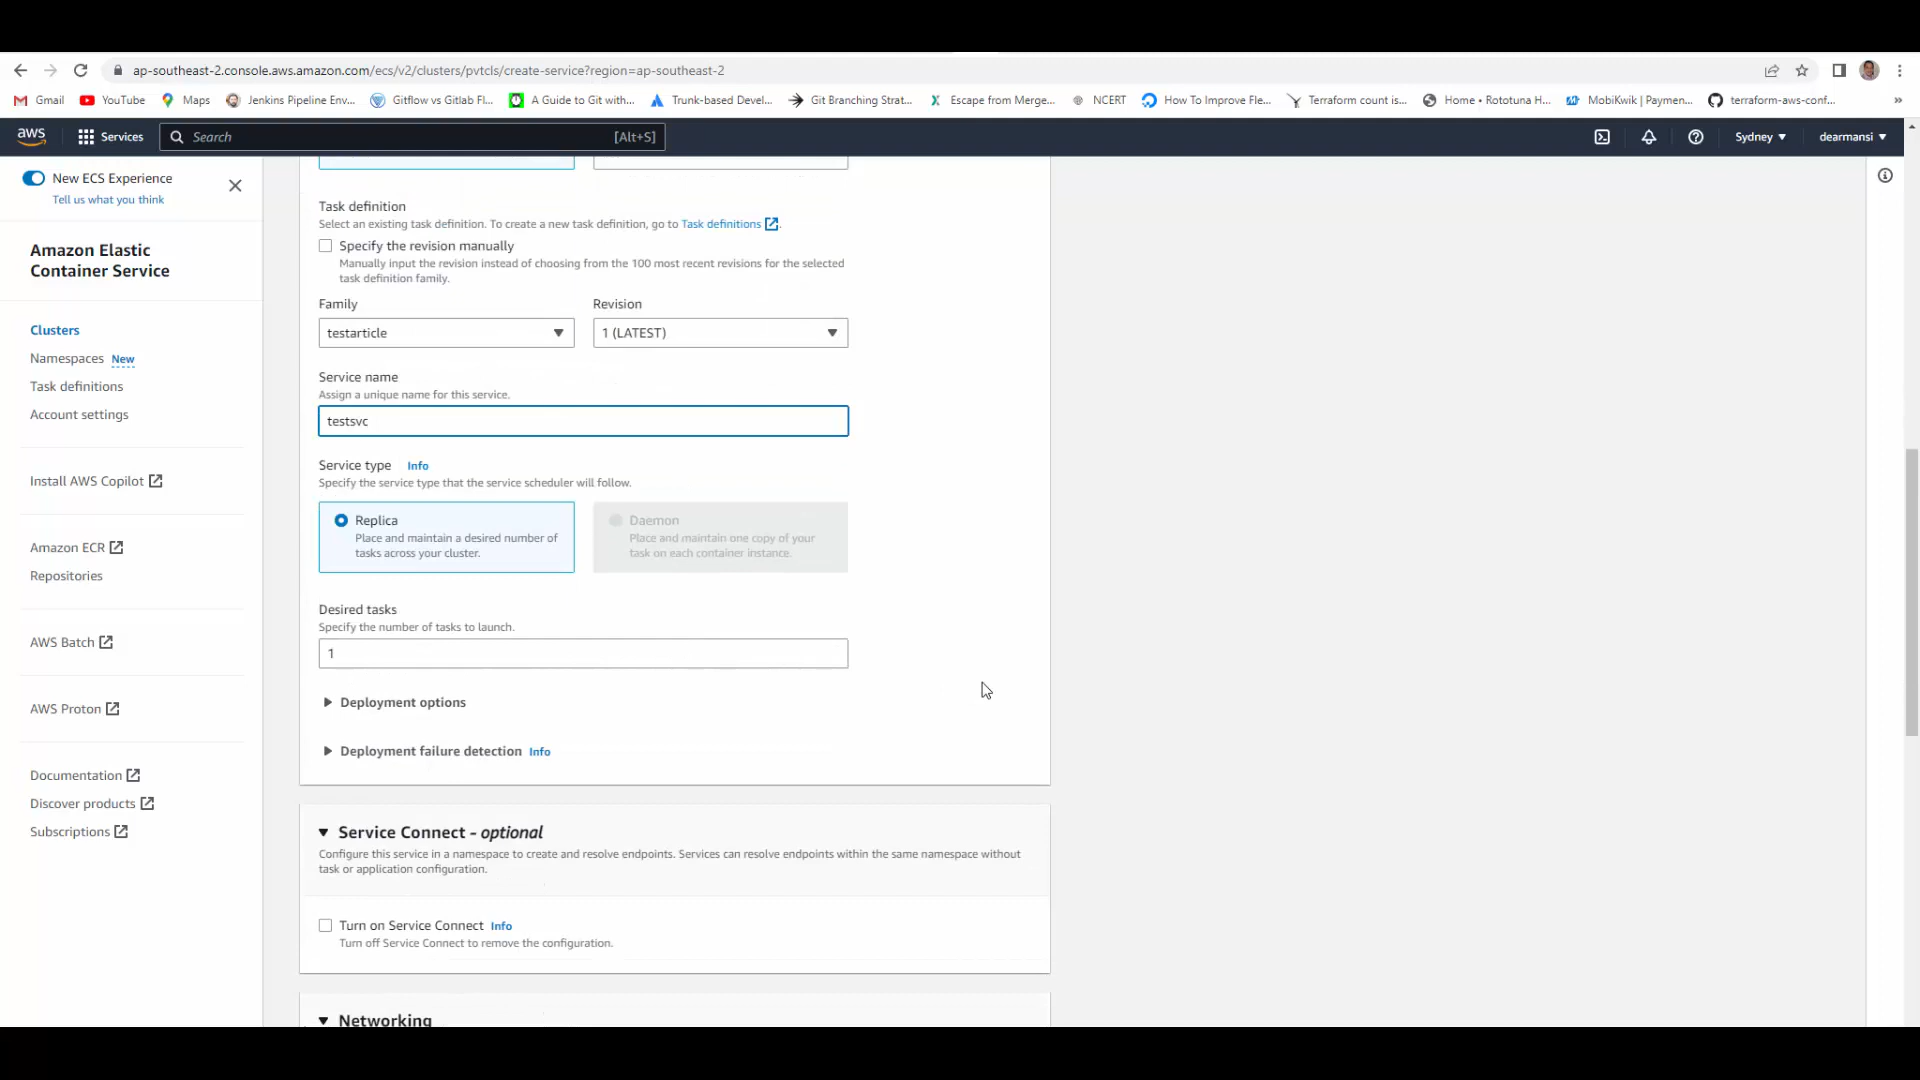 ap-southeast-2.console.aws.amazon.com/ecs/v2/clusters/pvtcls/create-service?region=ap-southeast-2
Gmail YouTube Maps Jenkins Pipeline Env... Gitflow vs Gitlab Fl... A Guide to Git with... Trunk-based Devel... Git Branching Strat... Escape from Merge... NCERT How To Improve Fle... Terraform count is... Home • Rototuna H... MobiKwik | Paymen... terraform-aws-conf... »
aws Services Search [Alt+S] Sydney dearmansi
New ECS Experience
Tell us what you think
Amazon Elastic
Container Service
Clusters
Namespaces New
Task definitions
Account settings
Install AWS Copilot
Amazon ECR
Repositories
AWS Batch
AWS Proton
Documentation
Discover products
Subscriptions
Task definition
Select an existing task definition. To create a new task definition, go to Task definitions .
Specify the revision manually
Manually input the revision instead of choosing from the 100 most recent revisions for the selected
task definition family.
Family Revision
testarticle 1 (LATEST)
Service name
Assign a unique name for this service.
testsvc
Service type Info
Specify the service type that the service scheduler will follow.
Replica
Place and maintain a desired number of
tasks across your cluster.
Daemon
Place and maintain one copy of your
task on each container instance.
Desired tasks
Specify the number of tasks to launch.
1
Deployment options
Deployment failure detection Info
Service Connect - optional
Configure this service in a namespace to create and resolve endpoints. Services can resolve endpoints within the same namespace without
task or application configuration.
Turn on Service Connect Info
Turn off Service Connect to remove the configuration.
Networking